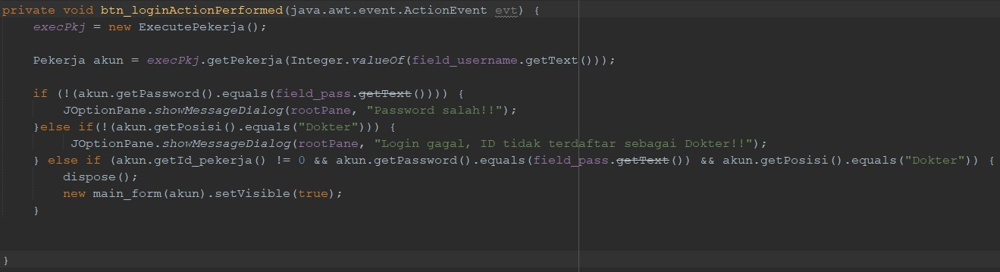 private void btn_loginActionPerformed(java.awt.event.ActionEvent evt) {
    execPkj = new ExecutePekerja();

    Pekerja akun = execPkj.getPekerja(Integer.valueOf(field_username.getText()));

    if (!(akun.getPassword().equals(field_pass.getText()))) {
        JOptionPane.showMessageDialog(rootPane, "Password salah!!");
    }else if(!(akun.getPosisi().equals("Dokter"))) {
         JOptionPane.showMessageDialog(rootPane, "Login gagal, ID tidak terdaftar sebagai Dokter!!");
    } else if (akun.getId_pekerja() != 0 && akun.getPassword().equals(field_pass.getText()) && akun.getPosisi().equals("Dokter")) {
        dispose();
        new main_form(akun).setVisible(true);
    }

}